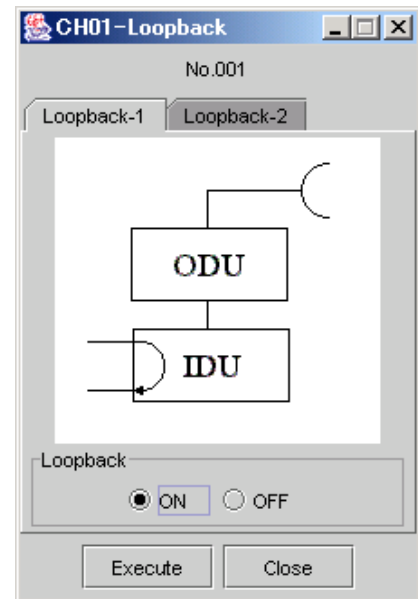 CH01-Loopback
No.001
Loopback-1 Loopback-2
ODU
IDU
Loopback
ON OFF
Execute Close